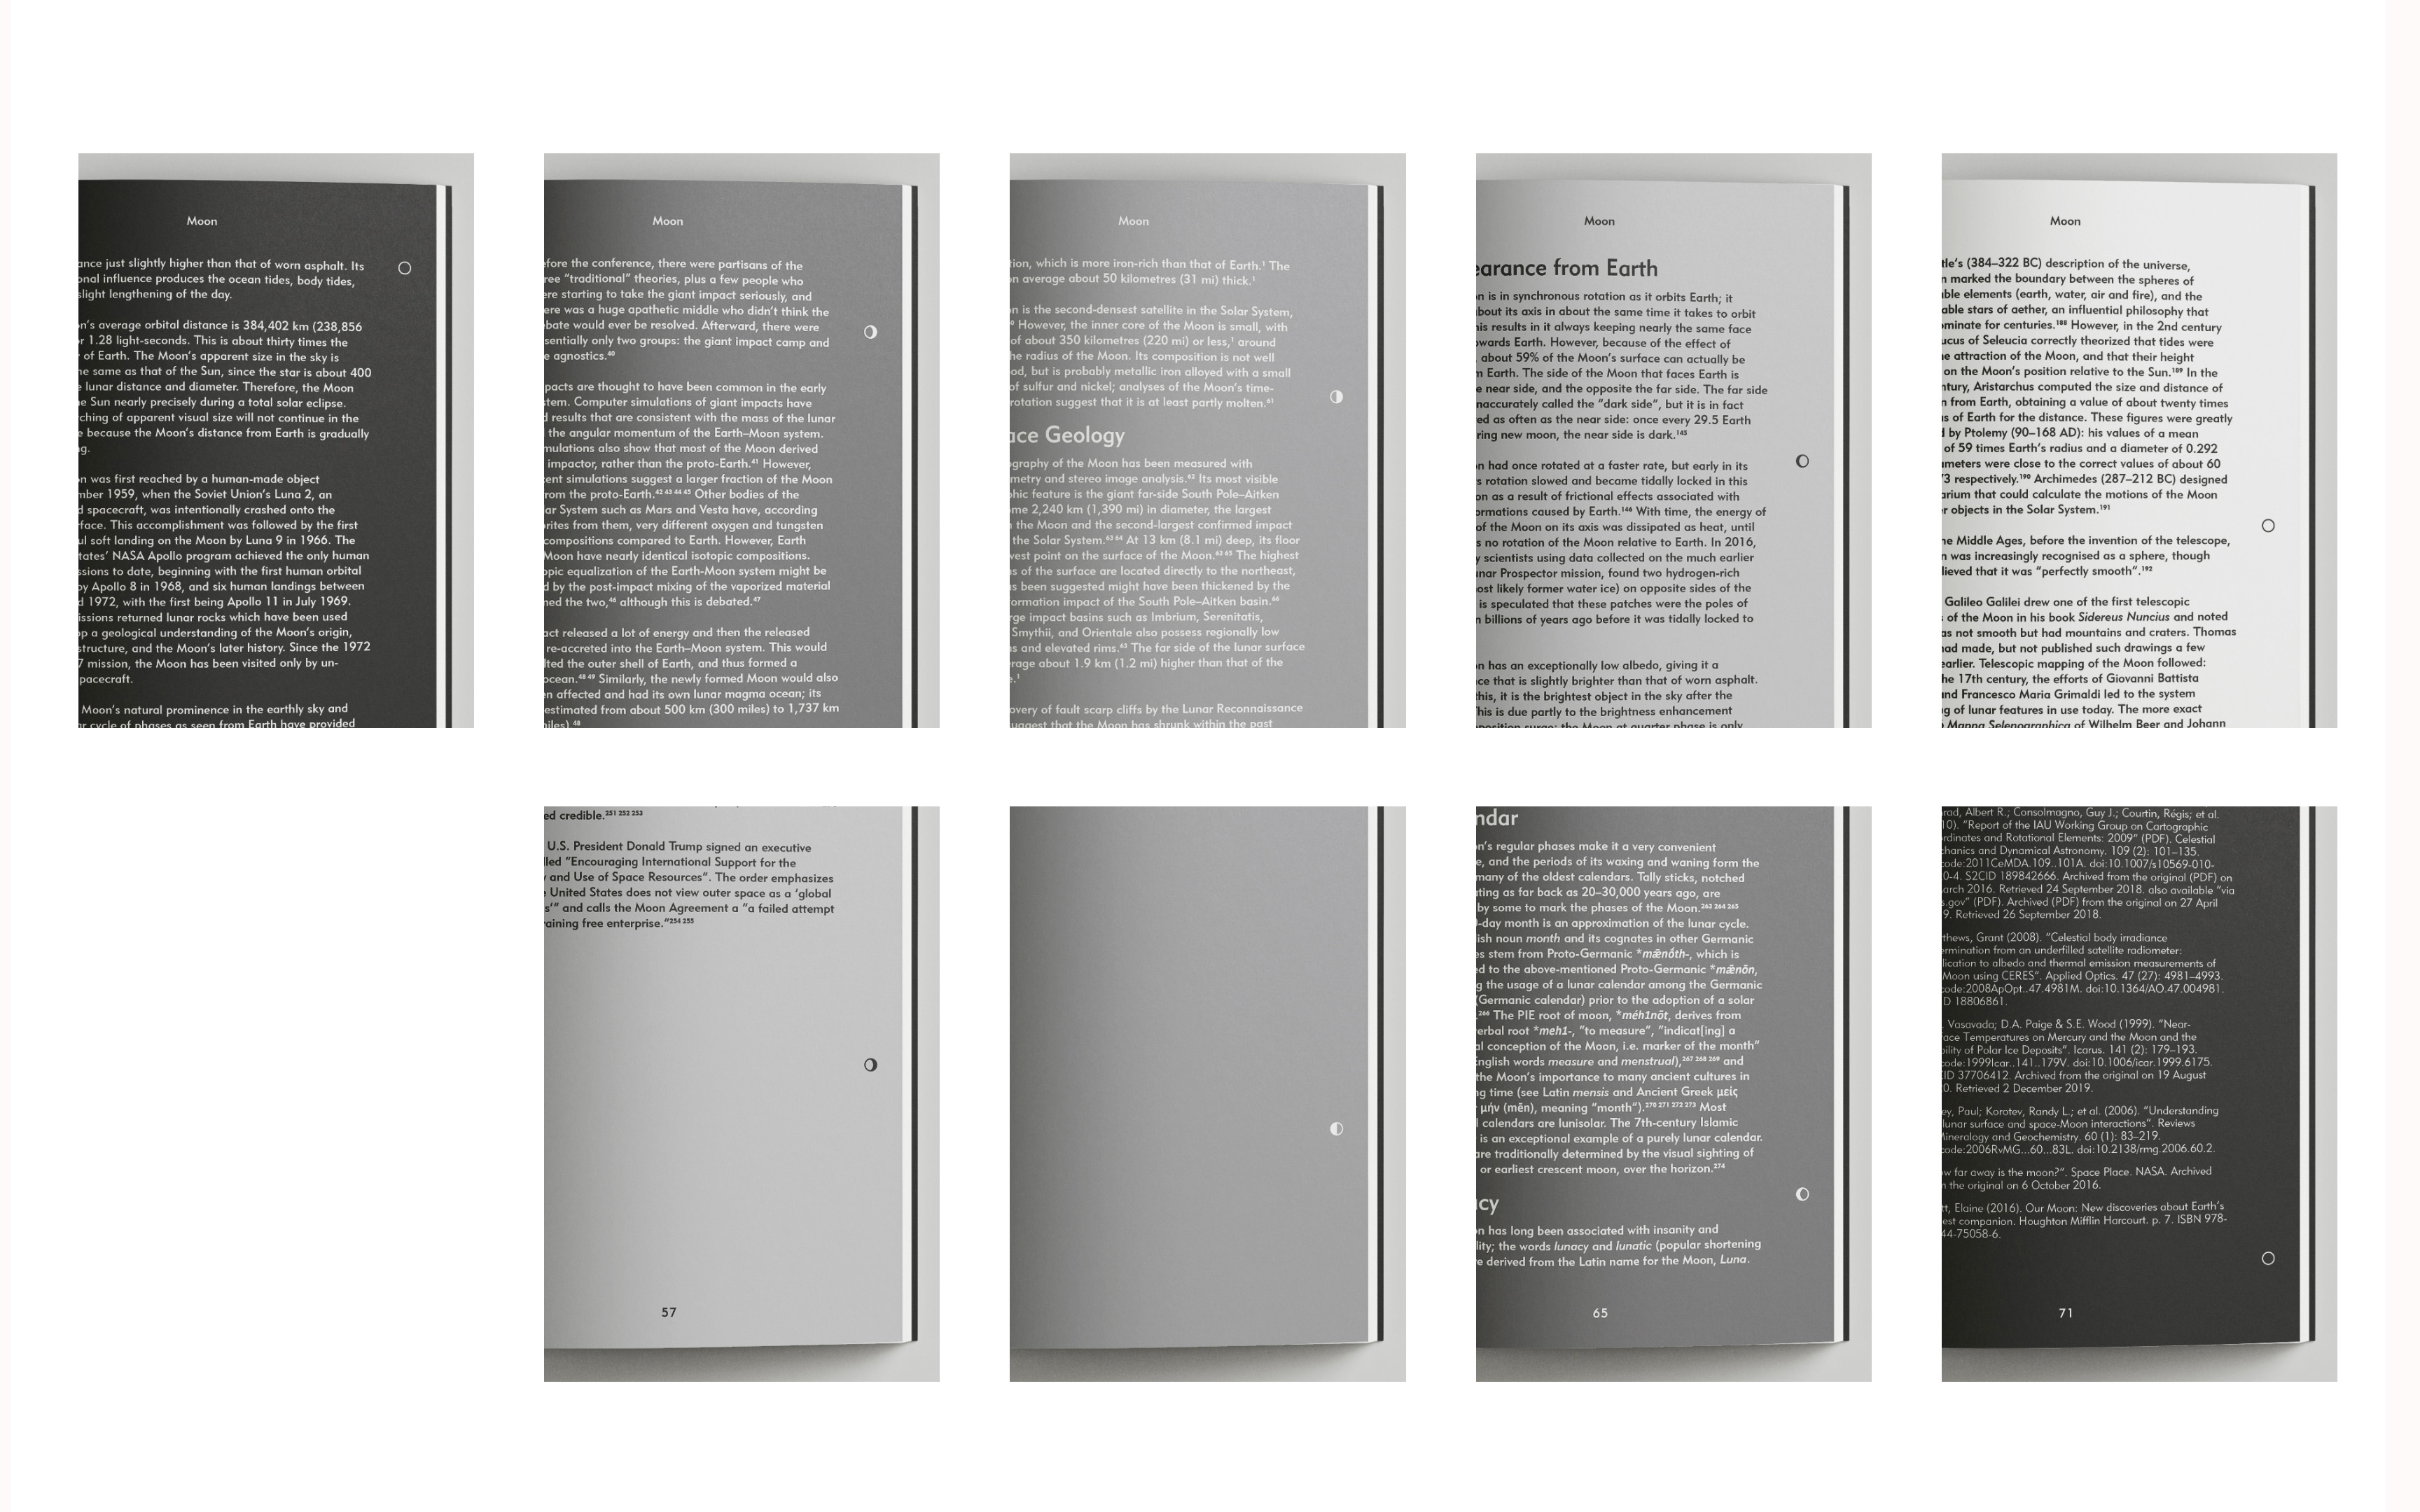 Moon
ance just slightly higher than that of worn asphalt. Its
onal influence produces the ocean tides, body tides,
slight lengthening of the day.
on's average orbital distance is 384,402 km (238,856
r 1.28 light-seconds. This is about thirty times the
of Earth. The Moon's apparent size in the sky is
e same as that of the Sun, since the star is about 400
lunar distance and diameter. Therefore, the Moon
e Sun nearly precisely during a total solar eclipse.
ching of apparent visual size will not continue in the
e because the Moon's distance from Earth is gradually
g.
n was first reached by a human-made object
mber 1959, when the Soviet Union's Luna 2, an
d spacecraft, was intentionally crashed onto the
rface. This accomplishment was followed by the first
ul soft landing on the Moon by Luna 9 in 1966. The
tates' NASA Apollo program achieved the only human
ssions to date, beginning with the first human orbital
by Apollo 8 in 1968, and six human landings between
d 1972, with the first being Apollo 11 in July 1969.
issions returned lunar rocks which have been used
op a geological understanding of the Moon's origin,
structure, and the Moon's later history. Since the 1972
7 mission, the Moon has been visited only by un-
pacecraft.
Moon's natural prominence in the earthly sky and
ar cycle of phases as seen from Earth have provided
Moon
efore the conference, there were partisans of the
ree “traditional” theories, plus a few people who
ere starting to take the giant impact seriously, and
ere was a huge apathetic middle who didn't think the
bate would ever be resolved. Afterward, there were
sentially only two groups: the giant impact camp and
e agnostics.⁴⁰
pacts are thought to have been common in the early
stem. Computer simulations of giant impacts have
d results that are consistent with the mass of the lunar
the angular momentum of the Earth–Moon system.
mulations also show that most of the Moon derived
impactor, rather than the proto-Earth.⁴¹ However,
cent simulations suggest a larger fraction of the Moon
rom the proto-Earth.⁴² ⁴³ ⁴⁴ ⁴⁵ Other bodies of the
ar System such as Mars and Vesta have, according
rites from them, very different oxygen and tungsten
compositions compared to Earth. However, Earth
Moon have nearly identical isotopic compositions.
opic equalization of the Earth-Moon system might be
d by the post-impact mixing of the vaporized material
med the two,⁴⁶ although this is debated.⁴⁷
act released a lot of energy and then the released
re-accreted into the Earth–Moon system. This would
lted the outer shell of Earth, and thus formed a
ocean.⁴⁸ ⁴⁹ Similarly, the newly formed Moon would also
n affected and had its own lunar magma ocean; its
estimated from about 500 km (300 miles) to 1,737 km
iles).⁴⁸
Moon
tion, which is more iron-rich than that of Earth.¹ The
n average about 50 kilometres (31 mi) thick.¹
n is the second-densest satellite in the Solar System,
However, the inner core of the Moon is small, with
of about 350 kilometres (220 mi) or less,¹ around
he radius of the Moon. Its composition is not well
od, but is probably metallic iron alloyed with a small
of sulfur and nickel; analyses of the Moon's time-
rotation suggest that it is at least partly molten.⁶¹
ace Geology
ography of the Moon has been measured with
metry and stereo image analysis.⁶² Its most visible
phic feature is the giant far-side South Pole–Aitken
me 2,240 km (1,390 mi) in diameter, the largest
the Moon and the second-largest confirmed impact
the Solar System.⁶³ ⁶⁴ At 13 km (8.1 mi) deep, its floor
west point on the surface of the Moon.⁶³ ⁶⁵ The highest
s of the surface are located directly to the northeast,
s been suggested might have been thickened by the
ormation impact of the South Pole–Aitken basin.⁶⁶
rge impact basins such as Imbrium, Serenitatis,
Smythii, and Orientale also possess regionally low
s and elevated rims.⁶³ The far side of the lunar surface
rage about 1.9 km (1.2 mi) higher than that of the
e.¹
overy of fault scarp cliffs by the Lunar Reconnaissance
uggest that the Moon has shrunk within the past
Moon
earance from Earth
n is in synchronous rotation as it orbits Earth; it
bout its axis in about the same time it takes to orbit
his results in it always keeping nearly the same face
owards Earth. However, because of the effect of
about 59% of the Moon's surface can actually be
m Earth. The side of the Moon that faces Earth is
e near side, and the opposite the far side. The far side
naccurately called the “dark side”, but it is in fact
ed as often as the near side: once every 29.5 Earth
ring new moon, the near side is dark.¹⁴⁵
n had once rotated at a faster rate, but early in its
s rotation slowed and became tidally locked in this
on as a result of frictional effects associated with
ormations caused by Earth.¹⁴⁶ With time, the energy of
of the Moon on its axis was dissipated as heat, until
s no rotation of the Moon relative to Earth. In 2016,
y scientists using data collected on the much earlier
nar Prospector mission, found two hydrogen-rich
ost likely former water ice) on opposite sides of the
is speculated that these patches were the poles of
n billions of years ago before it was tidally locked to
n has an exceptionally low albedo, giving it a
ce that is slightly brighter than that of worn asphalt.
this, it is the brightest object in the sky after the
his is due partly to the brightness enhancement
position surge; the Moon at quarter phase is only
Moon
tle's (384–322 BC) description of the universe,
n marked the boundary between the spheres of
ble elements (earth, water, air and fire), and the
able stars of aether, an influential philosophy that
ominate for centuries.¹⁸⁸ However, in the 2nd century
ucus of Seleucia correctly theorized that tides were
e attraction of the Moon, and that their height
on the Moon's position relative to the Sun.¹⁸⁹ In the
ntury, Aristarchus computed the size and distance of
n from Earth, obtaining a value of about twenty times
s of Earth for the distance. These figures were greatly
d by Ptolemy (90–168 AD): his values of a mean
of 59 times Earth's radius and a diameter of 0.292
ameters were close to the correct values of about 60
73 respectively.¹⁹⁰ Archimedes (287–212 BC) designed
arium that could calculate the motions of the Moon
r objects in the Solar System.¹⁹¹
he Middle Ages, before the invention of the telescope,
n was increasingly recognised as a sphere, though
lieved that it was “perfectly smooth”.¹⁹²
Galileo Galilei drew one of the first telescopic
of the Moon in his book Sidereus Nuncius and noted
as not smooth but had mountains and craters. Thomas
had made, but not published such drawings a few
earlier. Telescopic mapping of the Moon followed:
he 17th century, the efforts of Giovanni Battista
and Francesco Maria Grimaldi led to the system
g of lunar features in use today. The more exact
Mappa Selenographica of Wilhelm Beer and Johann
ed credible.²⁵¹ ²⁵² ²⁵³
U.S. President Donald Trump signed an executive
lled “Encouraging International Support for the
y and Use of Space Resources”. The order emphasizes
United States does not view outer space as a ‘global
s’” and calls the Moon Agreement a “a failed attempt
aining free enterprise.”²⁵⁴ ²⁵⁵
57
ndar
on's regular phases make it a very convenient
e, and the periods of its waxing and waning form the
many of the oldest calendars. Tally sticks, notched
ting as far back as 20–30,000 years ago, are
by some to mark the phases of the Moon.²⁶³ ²⁶⁴ ²⁶⁵
-day month is an approximation of the lunar cycle.
ish noun month and its cognates in other Germanic
es stem from Proto-Germanic *mǣnōth-, which is
ed to the above-mentioned Proto-Germanic *mǣnōn,
g the usage of a lunar calendar among the Germanic
(Germanic calendar) prior to the adoption of a solar
.²⁶⁶ The PIE root of moon, *méh1nōt, derives from
erbal root *meh1-, “to measure”, “indicat[ing] a
al conception of the Moon, i.e. marker of the month”
English words measure and menstrual),²⁶⁷ ²⁶⁸ ²⁶⁹ and
the Moon's importance to many ancient cultures in
g time (see Latin mensis and Ancient Greek μείς
μήν (mēn), meaning “month”).²⁷⁰ ²⁷¹ ²⁷² ²⁷³ Most
l calendars are lunisolar. The 7th-century Islamic
is an exceptional example of a purely lunar calendar.
are traditionally determined by the visual sighting of
or earliest crescent moon, over the horizon.²⁷⁴
cy
n has long been associated with insanity and
lity; the words lunacy and lunatic (popular shortening
e derived from the Latin name for the Moon, Luna.
65
rad, Albert R.; Consolmagno, Guy J.; Courtin, Régis; et al.
10). “Report of the IAU Working Group on Cartographic
rdinates and Rotational Elements: 2009” (PDF). Celestial
chanics and Dynamical Astronomy. 109 (2): 101–135.
code:2011CeMDA.109..101A. doi:10.1007/s10569-010-
0-4. S2CID 189842666. Archived from the original (PDF) on
arch 2016. Retrieved 24 September 2018. also available “via
s.gov” (PDF). Archived (PDF) from the original on 27 April
9. Retrieved 26 September 2018.
thews, Grant (2008). “Celestial body irradiance
ermination from an underfilled satellite radiometer:
lication to albedo and thermal emission measurements of
Moon using CERES”. Applied Optics. 47 (27): 4981–4993.
code:2008ApOpt..47.4981M. doi:10.1364/AO.47.004981.
D 18806861.
. Vasavada; D.A. Paige & S.E. Wood (1999). “Near-
face Temperatures on Mercury and the Moon and the
bility of Polar Ice Deposits”. Icarus. 141 (2): 179–193.
code:1999Icar..141..179V. doi:10.1006/icar.1999.6175.
CID 37706412. Archived from the original on 19 August
0. Retrieved 2 December 2019.
ey, Paul; Korotev, Randy L.; et al. (2006). “Understanding
lunar surface and space-Moon interactions”. Reviews
Mineralogy and Geochemistry. 60 (1): 83–219.
code:2006RvMG...60...83L. doi:10.2138/rmg.2006.60.2.
w far away is the moon?”. Space Place. NASA. Archived
m the original on 6 October 2016.
tt, Elaine (2016). Our Moon: New discoveries about Earth's
est companion. Houghton Mifflin Harcourt. p. 7. ISBN 978-
44-75058-6.
71